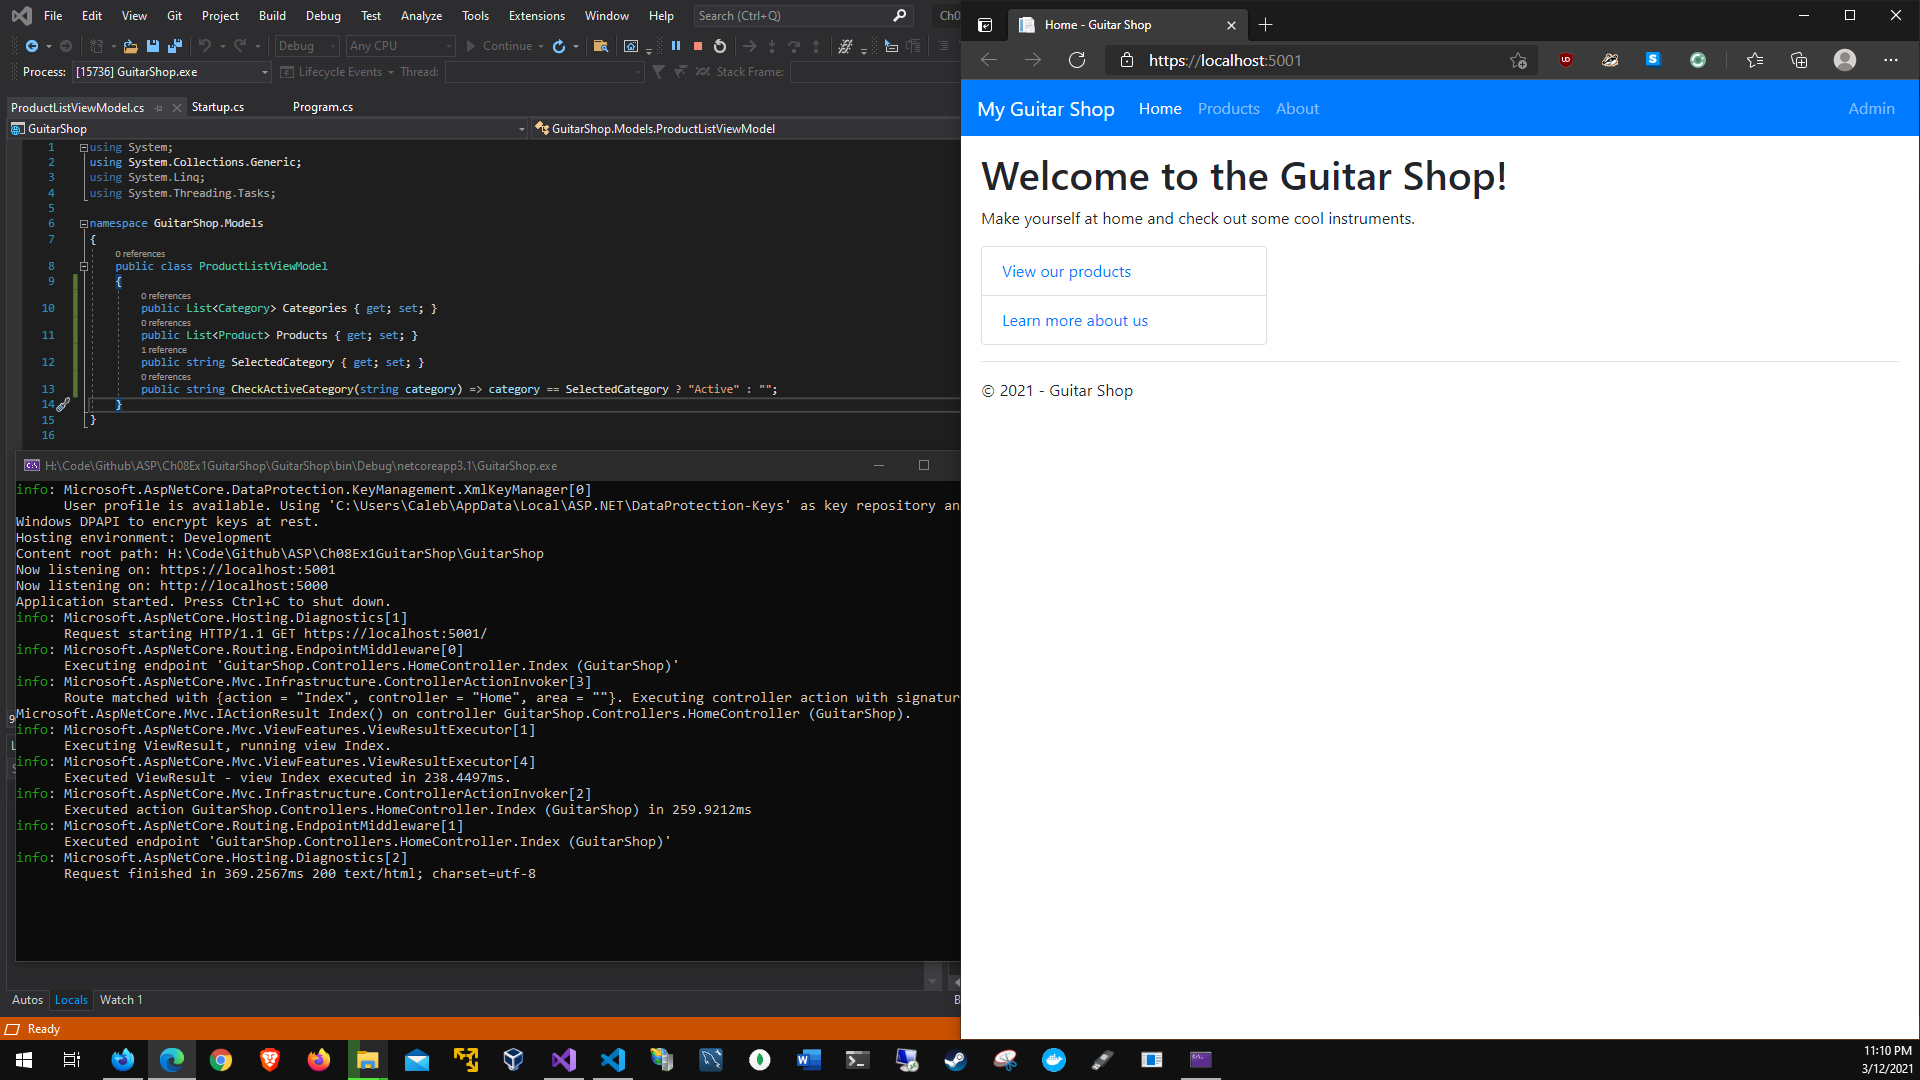 File Edit View Git Project Build Debug Test Analyze Tools Extensions Window Help Search (Ctrl+Q) Ch0
Debug Any CPU Continue
Process: [15736] GuitarShop.exe Lifecycle Events Thread: Stack Frame:
ProductListViewModel.cs Startup.cs Program.cs
GuitarShop GuitarShop.Models.ProductListViewModel
1 using System;
2 using System.Collections.Generic;
3 using System.Linq;
4 using System.Threading.Tasks;
5
6 namespace GuitarShop.Models
7 {
0 references
8 public class ProductListViewModel
9 {
0 references
10 public List<Category> Categories { get; set; }
0 references
11 public List<Product> Products { get; set; }
1 reference
12 public string SelectedCategory { get; set; }
0 references
13 public string CheckActiveCategory(string category) => category == SelectedCategory ? "Active" : "";
14 }
15 }
16
H:\Code\Github\ASP\Ch08Ex1GuitarShop\GuitarShop\bin\Debug\netcoreapp3.1\GuitarShop.exe
info: Microsoft.AspNetCore.DataProtection.KeyManagement.XmlKeyManager[0]
User profile is available. Using 'C:\Users\Caleb\AppData\Local\ASP.NET\DataProtection-Keys' as key repository an
Windows DPAPI to encrypt keys at rest.
Hosting environment: Development
Content root path: H:\Code\Github\ASP\Ch08Ex1GuitarShop\GuitarShop
Now listening on: https://localhost:5001
Now listening on: http://localhost:5000
Application started. Press Ctrl+C to shut down.
info: Microsoft.AspNetCore.Hosting.Diagnostics[1]
Request starting HTTP/1.1 GET https://localhost:5001/
info: Microsoft.AspNetCore.Routing.EndpointMiddleware[0]
Executing endpoint 'GuitarShop.Controllers.HomeController.Index (GuitarShop)'
info: Microsoft.AspNetCore.Mvc.Infrastructure.ControllerActionInvoker[3]
Route matched with {action = "Index", controller = "Home", area = ""}. Executing controller action with signatur
Microsoft.AspNetCore.Mvc.IActionResult Index() on controller GuitarShop.Controllers.HomeController (GuitarShop).
info: Microsoft.AspNetCore.Mvc.ViewFeatures.ViewResultExecutor[1]
Executing ViewResult, running view Index.
info: Microsoft.AspNetCore.Mvc.ViewFeatures.ViewResultExecutor[4]
Executed ViewResult - view Index executed in 238.4497ms.
info: Microsoft.AspNetCore.Mvc.Infrastructure.ControllerActionInvoker[2]
Executed action GuitarShop.Controllers.HomeController.Index (GuitarShop) in 259.9212ms
info: Microsoft.AspNetCore.Routing.EndpointMiddleware[1]
Executed endpoint 'GuitarShop.Controllers.HomeController.Index (GuitarShop)'
info: Microsoft.AspNetCore.Hosting.Diagnostics[2]
Request finished in 369.2567ms 200 text/html; charset=utf-8
Autos Locals Watch 1
Ready
Home - Guitar Shop
https://localhost:5001
My Guitar Shop Home Products About Admin
Welcome to the Guitar Shop!
Make yourself at home and check out some cool instruments.
View our products
Learn more about us
© 2021 - Guitar Shop
11:10 PM
3/12/2021